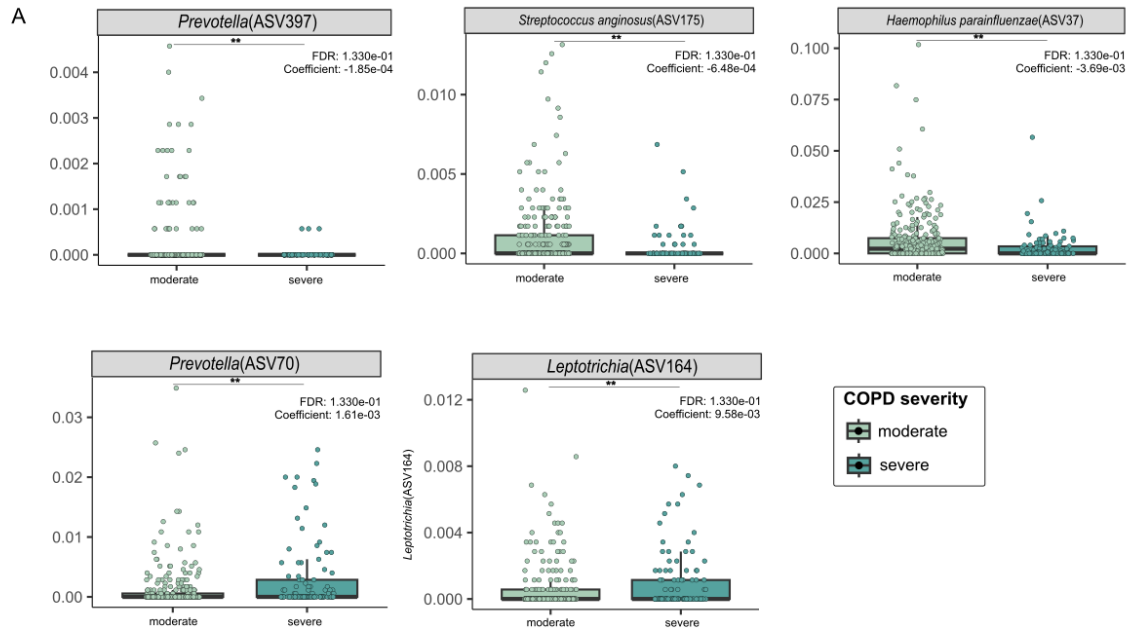 A
Prevotella(ASV397)
**
FDR: 1.330e-01
Coefficient: -1.85e-04
0.004
0.003
0.002
0.001
0.000
moderate
severe
Streptococcus anginosus(ASV175)
**
FDR: 1.330e-01
Coefficient: -6.48e-04
0.010
0.005
0.000
moderate
severe
Haemophilus parainfluenzae(ASV37)
**
FDR: 1.330e-01
Coefficient: -3.69e-03
0.100
0.075
0.050
0.025
0.000
moderate
severe
Prevotella(ASV70)
**
FDR: 1.330e-01
Coefficient: 1.61e-03
0.03
0.02
0.01
0.00
moderate
severe
Leptotrichia(ASV164)
**
FDR: 1.330e-01
Coefficient: 9.58e-03
Leptotrichia(ASV164)
0.012
0.008
0.004
0.000
moderate
severe
COPD severity
moderate
severe